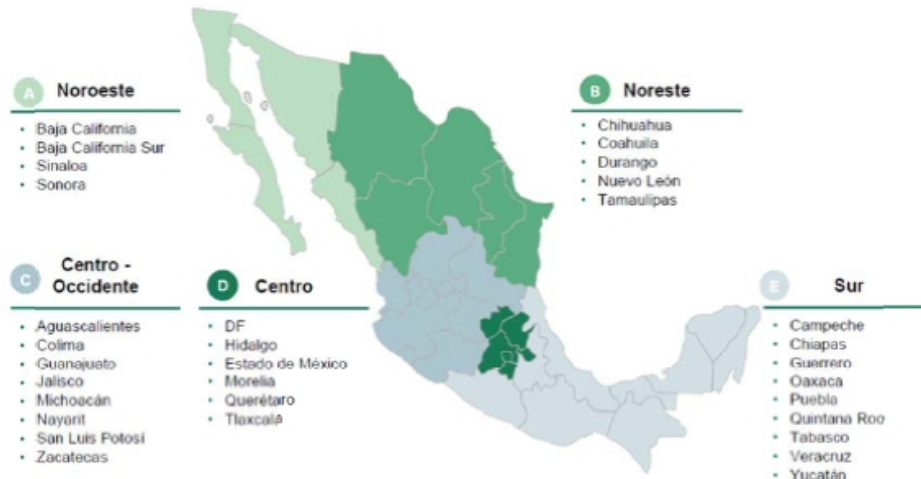 A Noroeste
• Baja California
• Baja California Sur
• Sinaloa
• Sonora
B Noreste
• Chihuahua
• Coahuila
• Durango
• Nuevo León
• Tamaulipas
C Centro -
Occidente
• Aguascalientes
• Colima
• Guanajuato
• Jalisco
• Michoacán
• Nayarit
• San Luis Potosí
• Zacatecas
D Centro
• DF
• Hidalgo
• Estado de México
• Morelia
• Querétaro
• Tlaxcala
E Sur
• Campeche
• Chiapas
• Guerrero
• Oaxaca
• Puebla
• Quintana Roo
• Tabasco
• Veracruz
• Yucatán